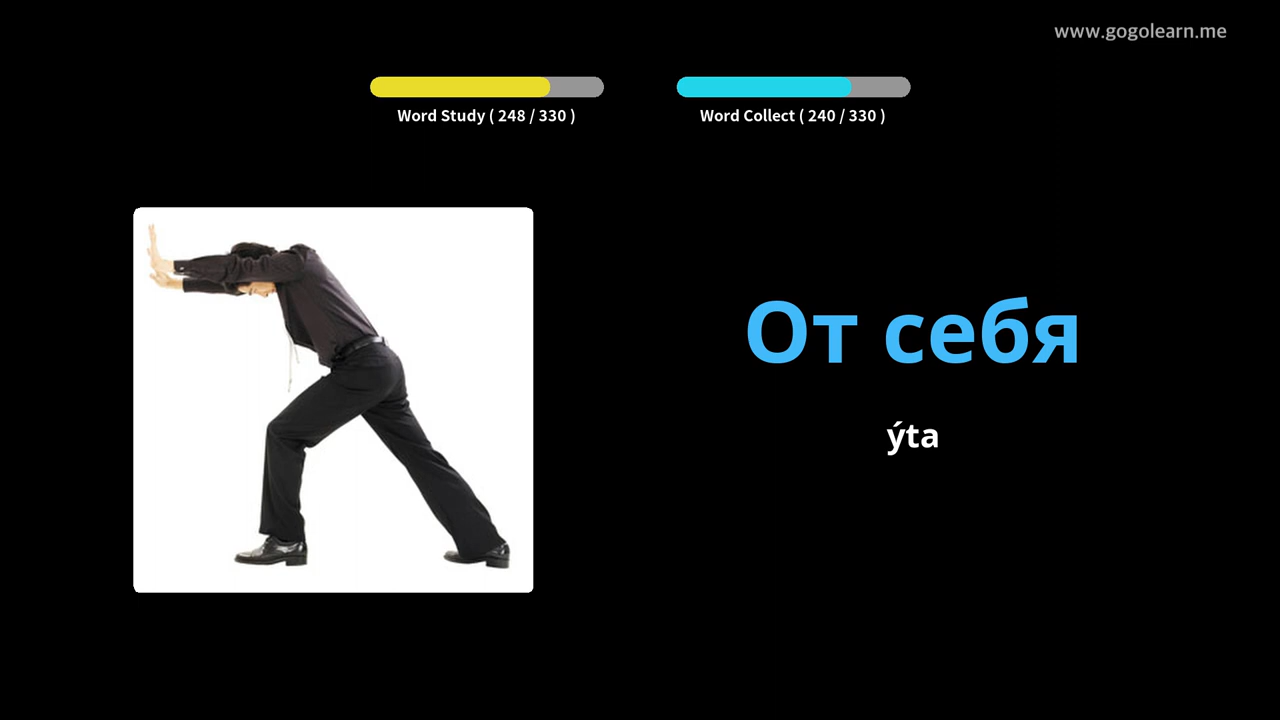 www.gogolearn.me
Word Study ( 248 / 330 )
Word Collect ( 240 / 330 )
От себя
ýta